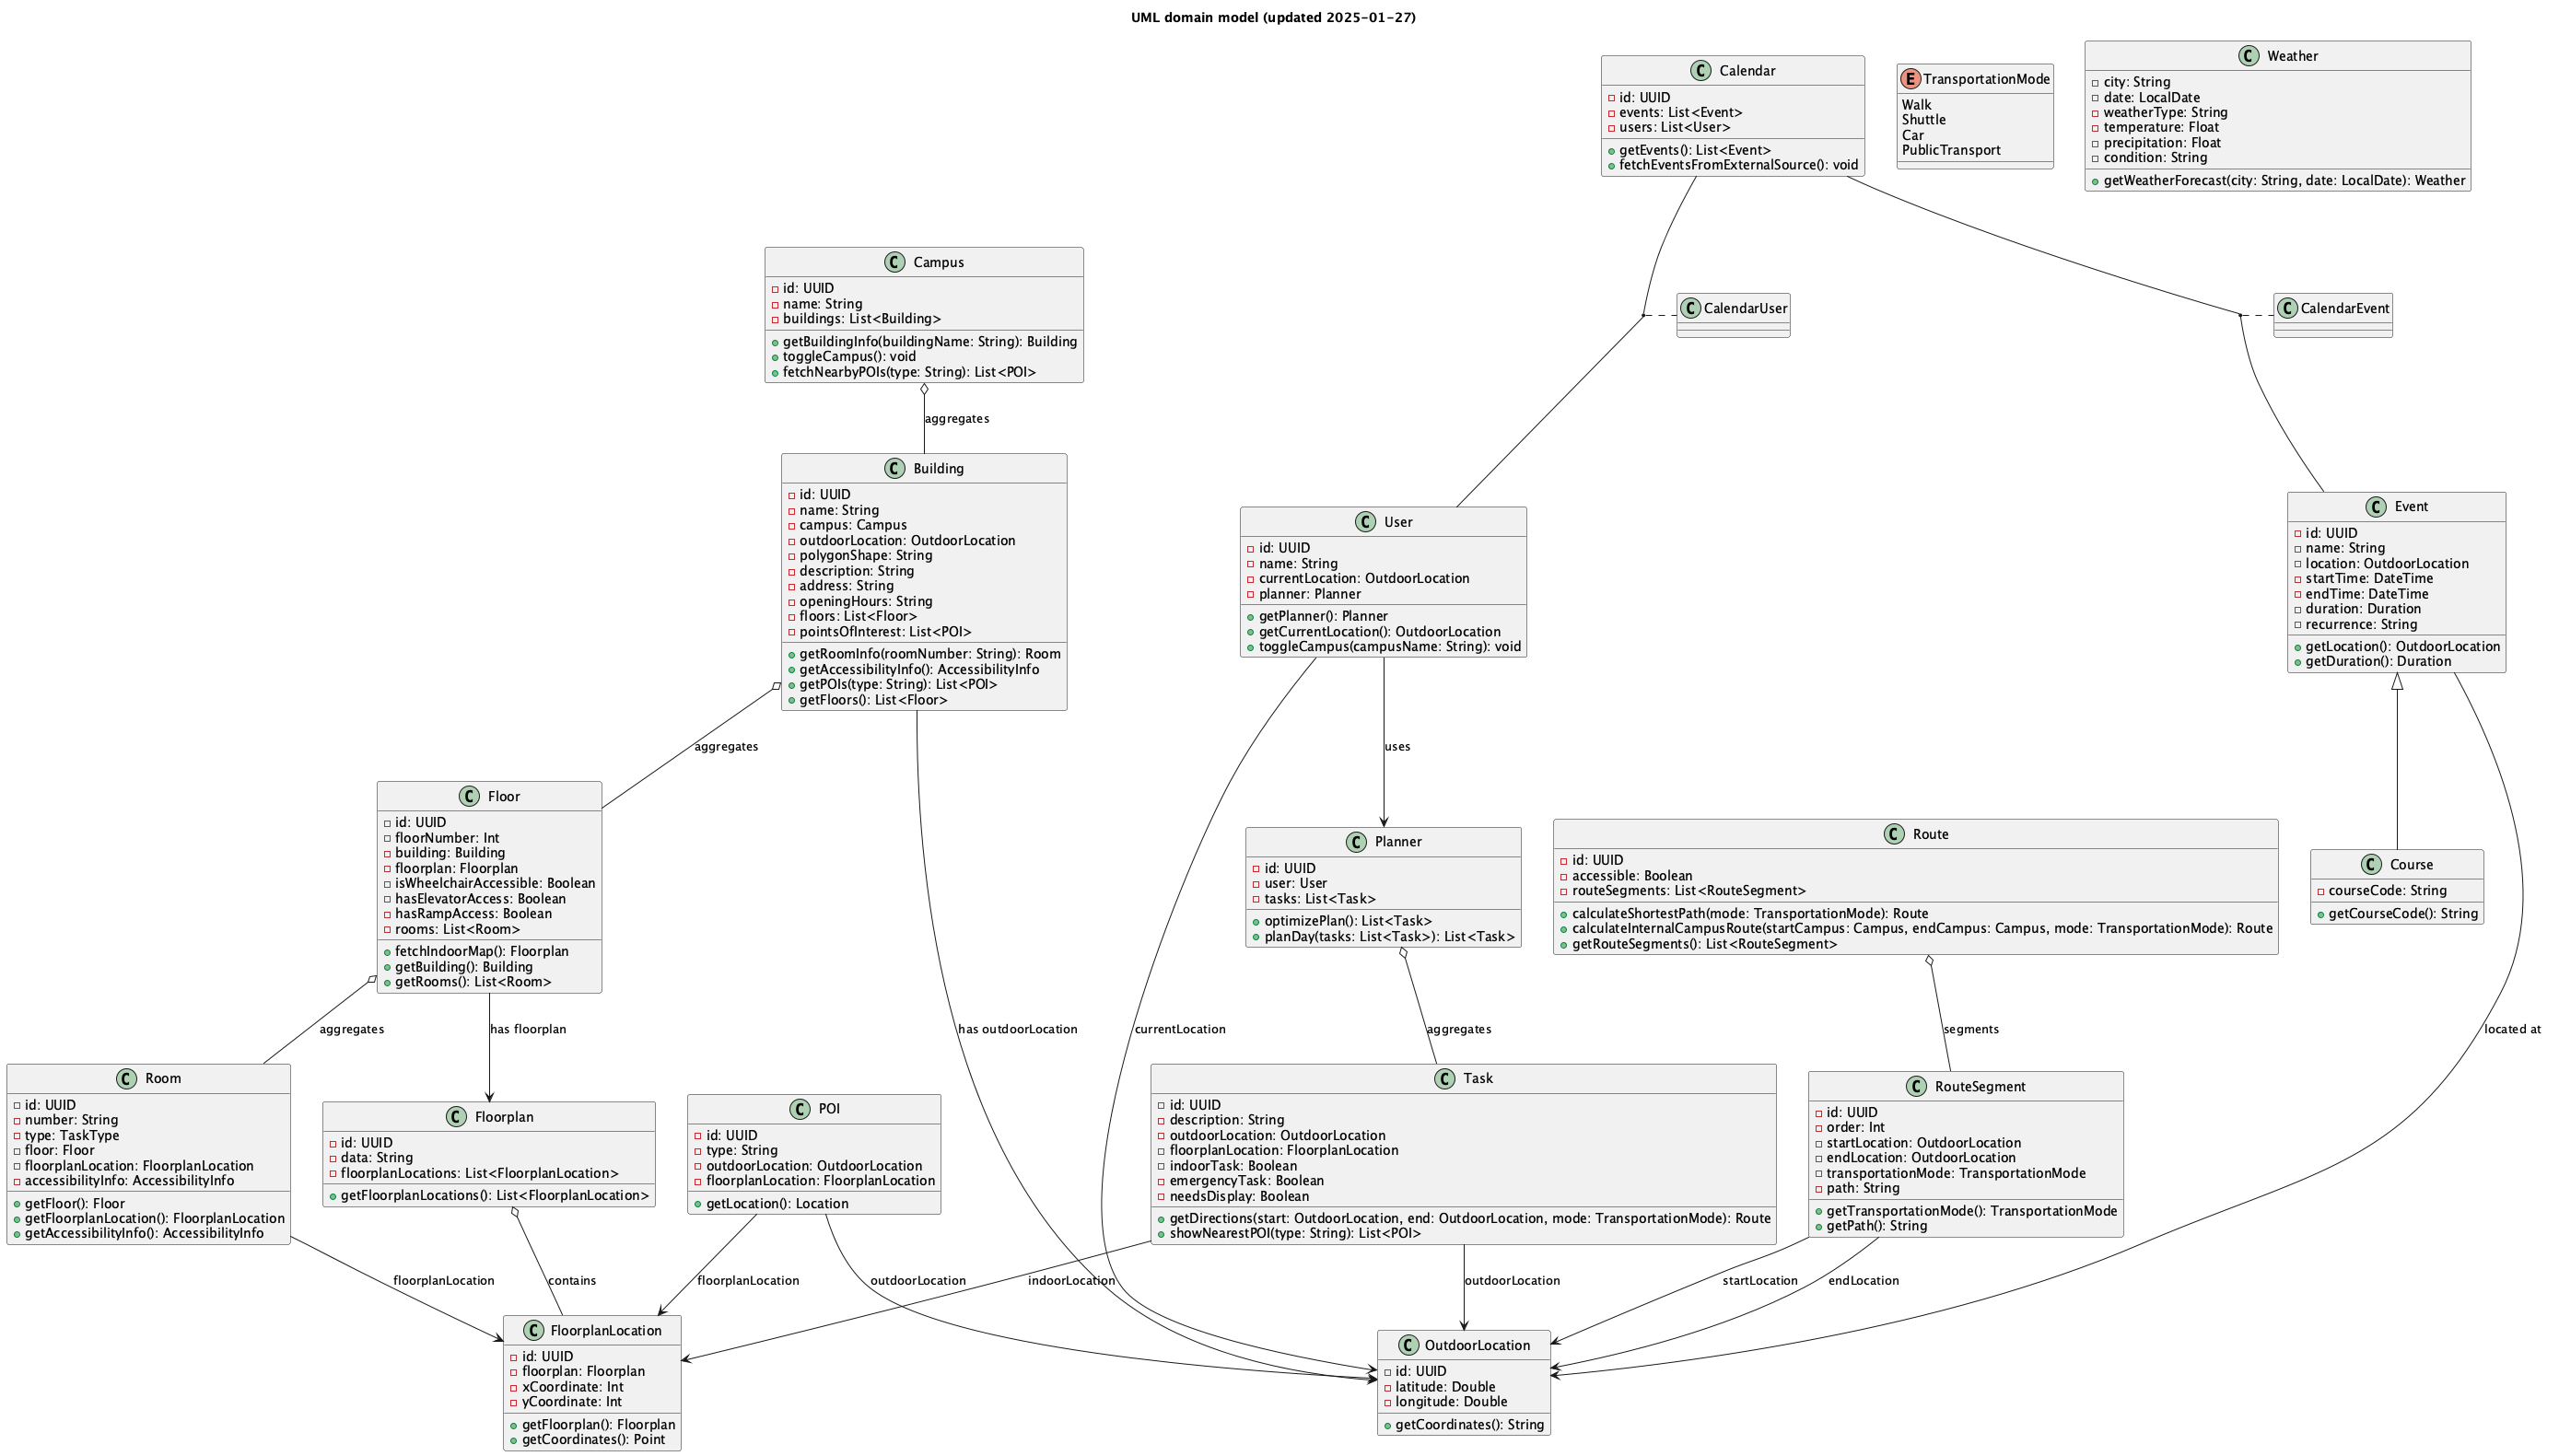 UML domain model (updated 2025-01-27)
C Calendar
id: UUID
events: List<Event>
users: List<User>
getEvents(): List<Event>
fetchEventsFromExternalSource(): void
E TransportationMode
Walk
Shuttle
Car
PublicTransport
C Weather
city: String
date: LocalDate
weatherType: String
temperature: Float
precipitation: Float
condition: String
getWeatherForecast(city: String, date: LocalDate): Weather
C Campus
id: UUID
name: String
buildings: List<Building>
getBuildingInfo(buildingName: String): Building
toggleCampus(): void
fetchNearbyPOIs(type: String): List<POI>
C CalendarUser
C CalendarEvent
aggregates
C Building
id: UUID
name: String
campus: Campus
outdoorLocation: OutdoorLocation
polygonShape: String
description: String
address: String
openingHours: String
floors: List<Floor>
pointsOfInterest: List<POI>
getRoomInfo(roomNumber: String): Room
getAccessibilityInfo(): AccessibilityInfo
getPOIs(type: String): List<POI>
getFloors(): List<Floor>
C User
id: UUID
name: String
currentLocation: OutdoorLocation
planner: Planner
getPlanner(): Planner
getCurrentLocation(): OutdoorLocation
toggleCampus(campusName: String): void
C Event
id: UUID
name: String
location: OutdoorLocation
startTime: DateTime
endTime: DateTime
duration: Duration
recurrence: String
getLocation(): OutdoorLocation
getDuration(): Duration
aggregates
uses
C Floor
id: UUID
floorNumber: Int
building: Building
floorplan: Floorplan
isWheelchairAccessible: Boolean
hasElevatorAccess: Boolean
hasRampAccess: Boolean
rooms: List<Room>
fetchIndoorMap(): Floorplan
getBuilding(): Building
getRooms(): List<Room>
C Planner
id: UUID
user: User
tasks: List<Task>
optimizePlan(): List<Task>
planDay(tasks: List<Task>): List<Task>
C Route
id: UUID
accessible: Boolean
routeSegments: List<RouteSegment>
calculateShortestPath(mode: TransportationMode): Route
calculateInternalCampusRoute(startCampus: Campus, endCampus: Campus, mode: TransportationMode): Route
getRouteSegments(): List<RouteSegment>
C Course
courseCode: String
getCourseCode(): String
aggregates
has floorplan
has outdoorLocation
currentLocation
aggregates
segments
located at
C Room
id: UUID
number: String
type: TaskType
floor: Floor
floorplanLocation: FloorplanLocation
accessibilityInfo: AccessibilityInfo
getFloor(): Floor
getFloorplanLocation(): FloorplanLocation
getAccessibilityInfo(): AccessibilityInfo
C Floorplan
id: UUID
data: String
floorplanLocations: List<FloorplanLocation>
getFloorplanLocations(): List<FloorplanLocation>
C POI
id: UUID
type: String
outdoorLocation: OutdoorLocation
floorplanLocation: FloorplanLocation
getLocation(): Location
C Task
id: UUID
description: String
outdoorLocation: OutdoorLocation
floorplanLocation: FloorplanLocation
indoorTask: Boolean
emergencyTask: Boolean
needsDisplay: Boolean
getDirections(start: OutdoorLocation, end: OutdoorLocation, mode: TransportationMode): Route
showNearestPOI(type: String): List<POI>
C RouteSegment
id: UUID
order: Int
startLocation: OutdoorLocation
endLocation: OutdoorLocation
transportationMode: TransportationMode
path: String
getTransportationMode(): TransportationMode
getPath(): String
floorplanLocation
contains
floorplanLocation
outdoorLocation
indoorLocation
outdoorLocation
startLocation
endLocation
C FloorplanLocation
id: UUID
floorplan: Floorplan
xCoordinate: Int
yCoordinate: Int
getFloorplan(): Floorplan
getCoordinates(): Point
C OutdoorLocation
id: UUID
latitude: Double
longitude: Double
getCoordinates(): String